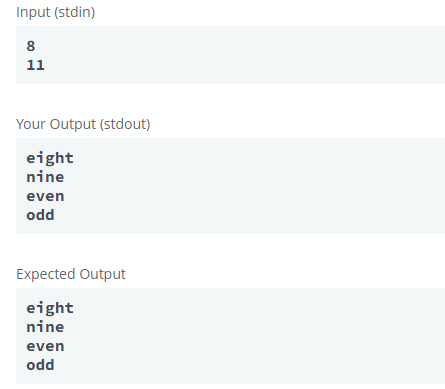 Input (stdin)
8
11
Your Output (stdout)
eight
nine
even
odd
Expected Output
eight
nine
even
odd